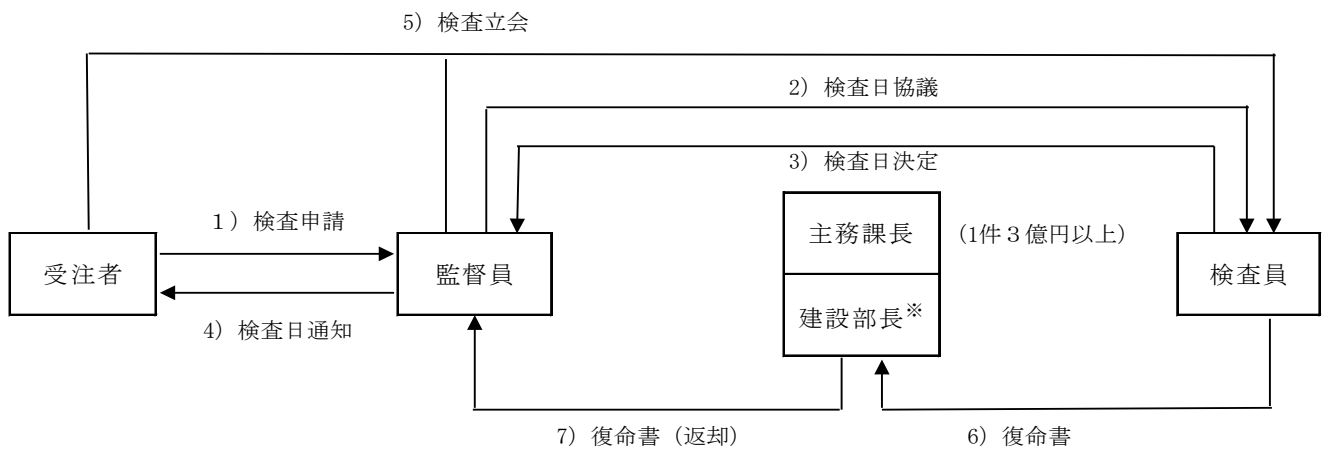 5) 検査立会
2) 検査日協議
3) 検査日決定
1) 検査申請
主務課長
(1件3億円以上)
受注者
監督員
検査員
建設部長※
4) 検査日通知
7) 復命書(返却)
6) 復命書